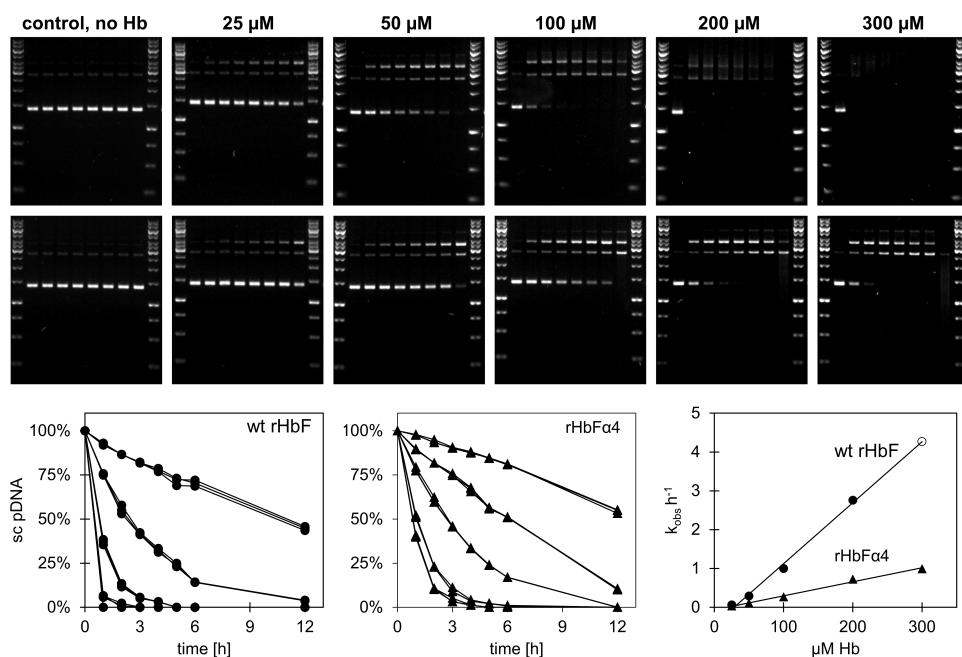 control, no Hb 25 µM 50 µM 100 µM 200 µM 300 µM
wt rHbF
100%
75%
50%
25%
0%
sc pDNA
0 3 6 9 12
time [h]
rHbFα4
100%
75%
50%
25%
0%
0 3 6 9 12
time [h]
5
4
3
2
1
0
k_obs h⁻¹
wt rHbF
rHbFα4
0 100 200 300
µM Hb